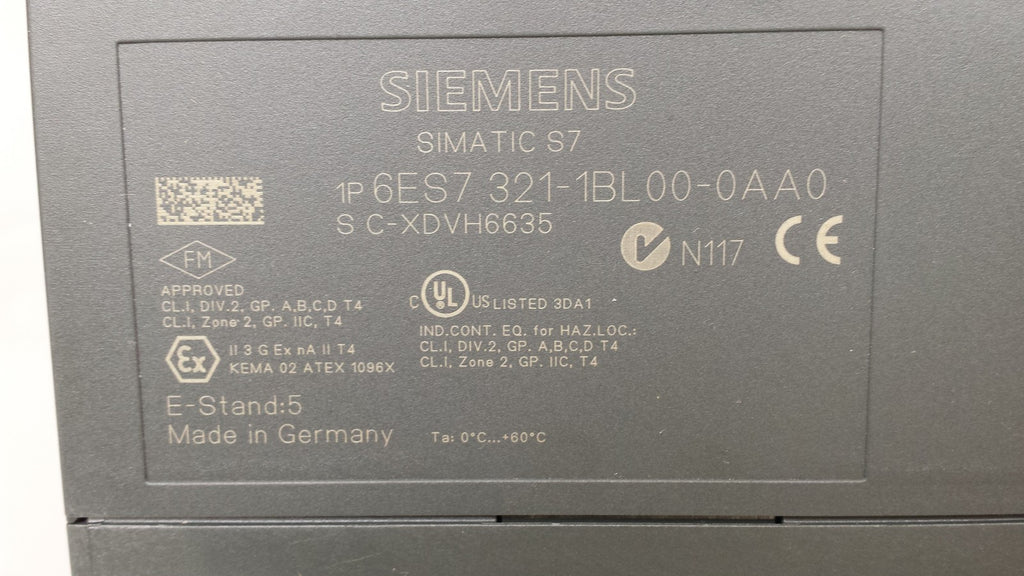 SIEMENS
SIMATIC S7
1P 6ES7 321-1BL00-0AA0
S C-XDVH6635
N117 CE
FM
APPROVED
CL.I, DIV.2, GP. A,B,C,D T4
CL.I, Zone 2, GP. IIC, T4
C UL US LISTED 3DA1
IND.CONT. EQ. for HAZ.LOC.:
CL.I, DIV.2, GP. A,B,C,D T4
CL.I, Zone 2, GP. IIC, T4
Ex II 3 G Ex nA II T4
KEMA 02 ATEX 1096X
E-Stand:5
Made in Germany
Ta: 0°C...+60°C